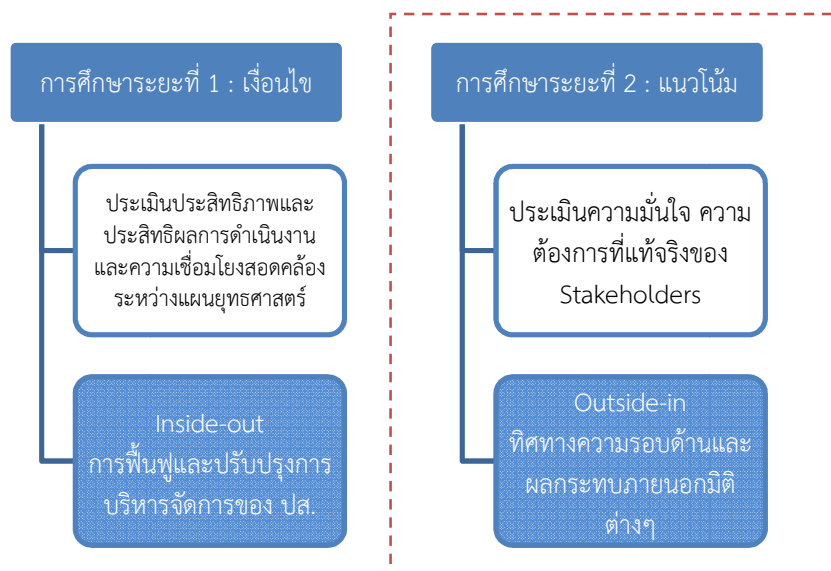 การศึกษาระยะที่ 1 : เงื่อนไข
ประเมินประสิทธิภาพและ
ประสิทธิผลการดำเนินงาน
และความเชื่อมโยงสอดคล้อง
ระหว่างแผนยุทธศาสตร์
Inside-out
การฟื้นฟูและปรับปรุงการ
บริหารจัดการของ ปส.
การศึกษาระยะที่ 2 : แนวโน้ม
ประเมินความมั่นใจ ความ
ต้องการที่แท้จริงของ
Stakeholders
Outside-in
ทิศทางความรอบด้านและ
ผลกระทบภายนอกมิติ
ต่างๆ